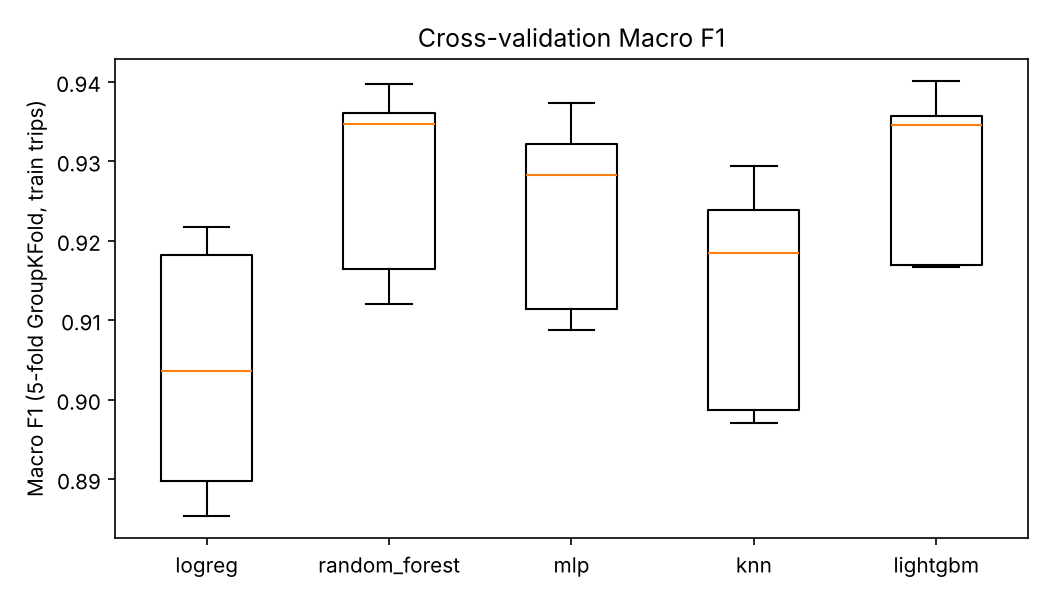 Cross-validation Macro F1
Macro F1 (5-fold GroupKFold, train trips)
0.94
0.93
0.92
0.91
0.90
0.89
logreg random_forest mlp knn lightgbm